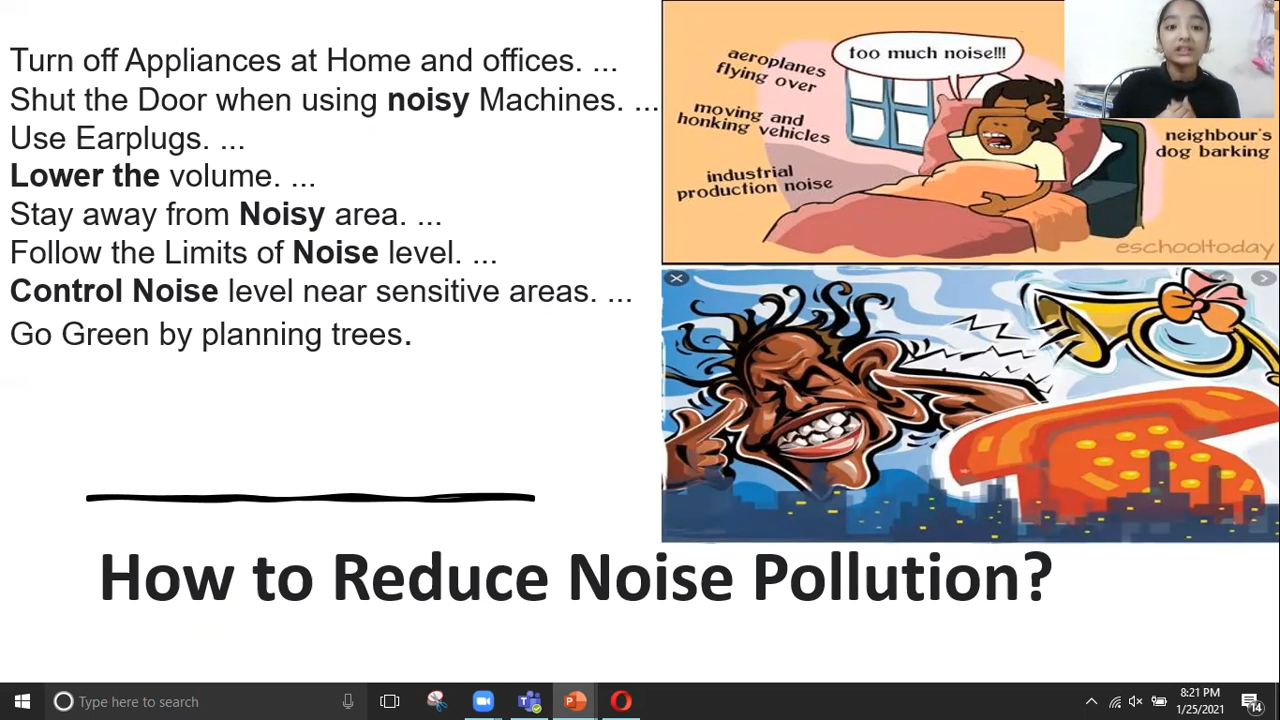 Turn off Appliances at Home and offices. ...
Shut the Door when using noisy Machines. ...
Use Earplugs. ...
Lower the volume. ...
Stay away from Noisy area. ...
Follow the Limits of Noise level. ...
Control Noise level near sensitive areas. ...
Go Green by planning trees.
too much noise!!!
aeroplanes
flying over
moving and
honking vehicles
industrial
production noise
neighbour's
dog barking
eschooltoday
How to Reduce Noise Pollution?
Type here to search
8:21 PM
1/25/2021
14